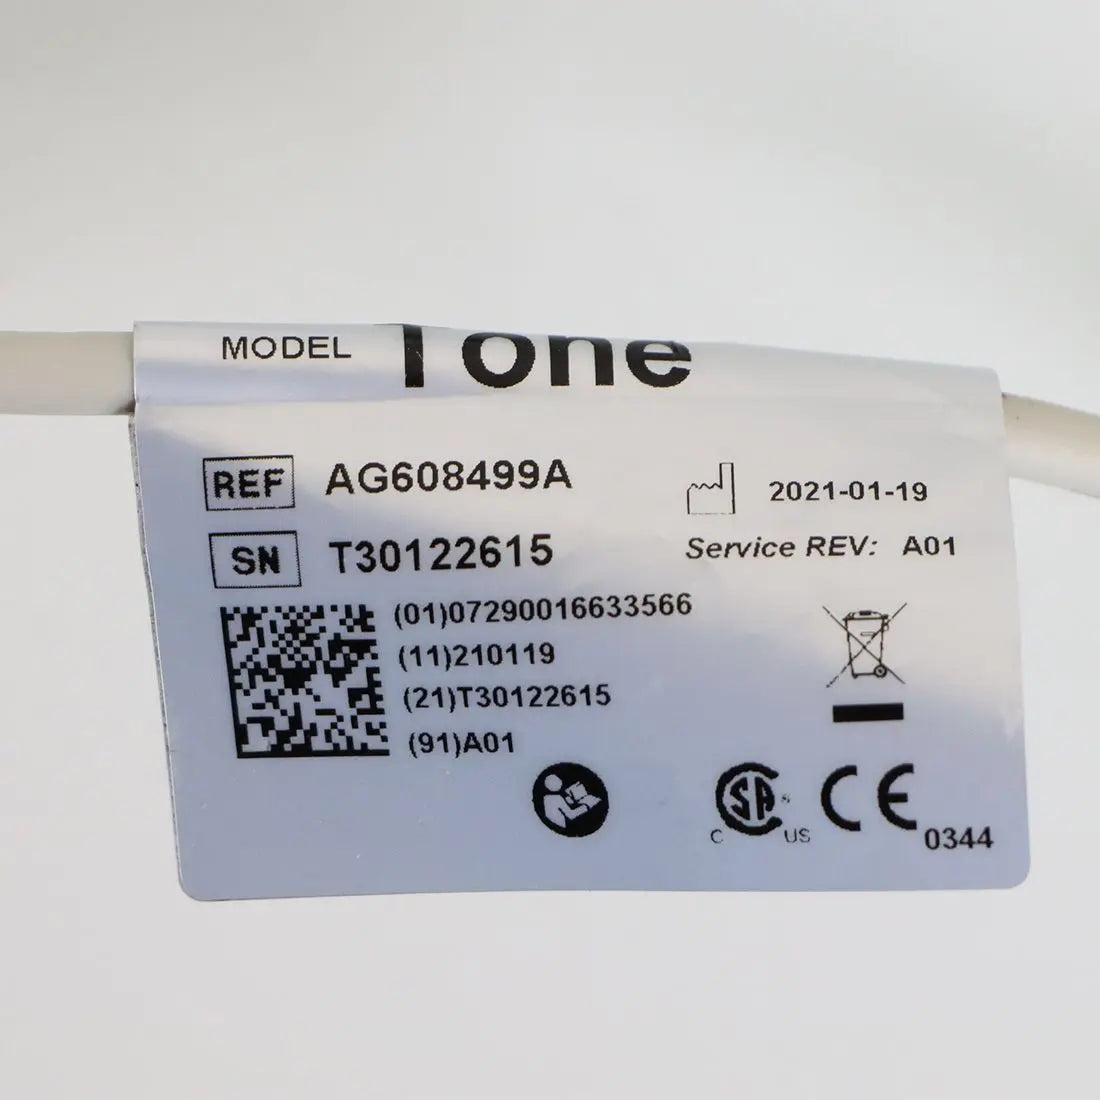 MODEL Tone
REF AG608499A
2021-01-19
SN T30122615
Service REV: A01
(01)07290016633566
(11)210119
(21)T30122615
(91)A01
C SA US
CE 0344